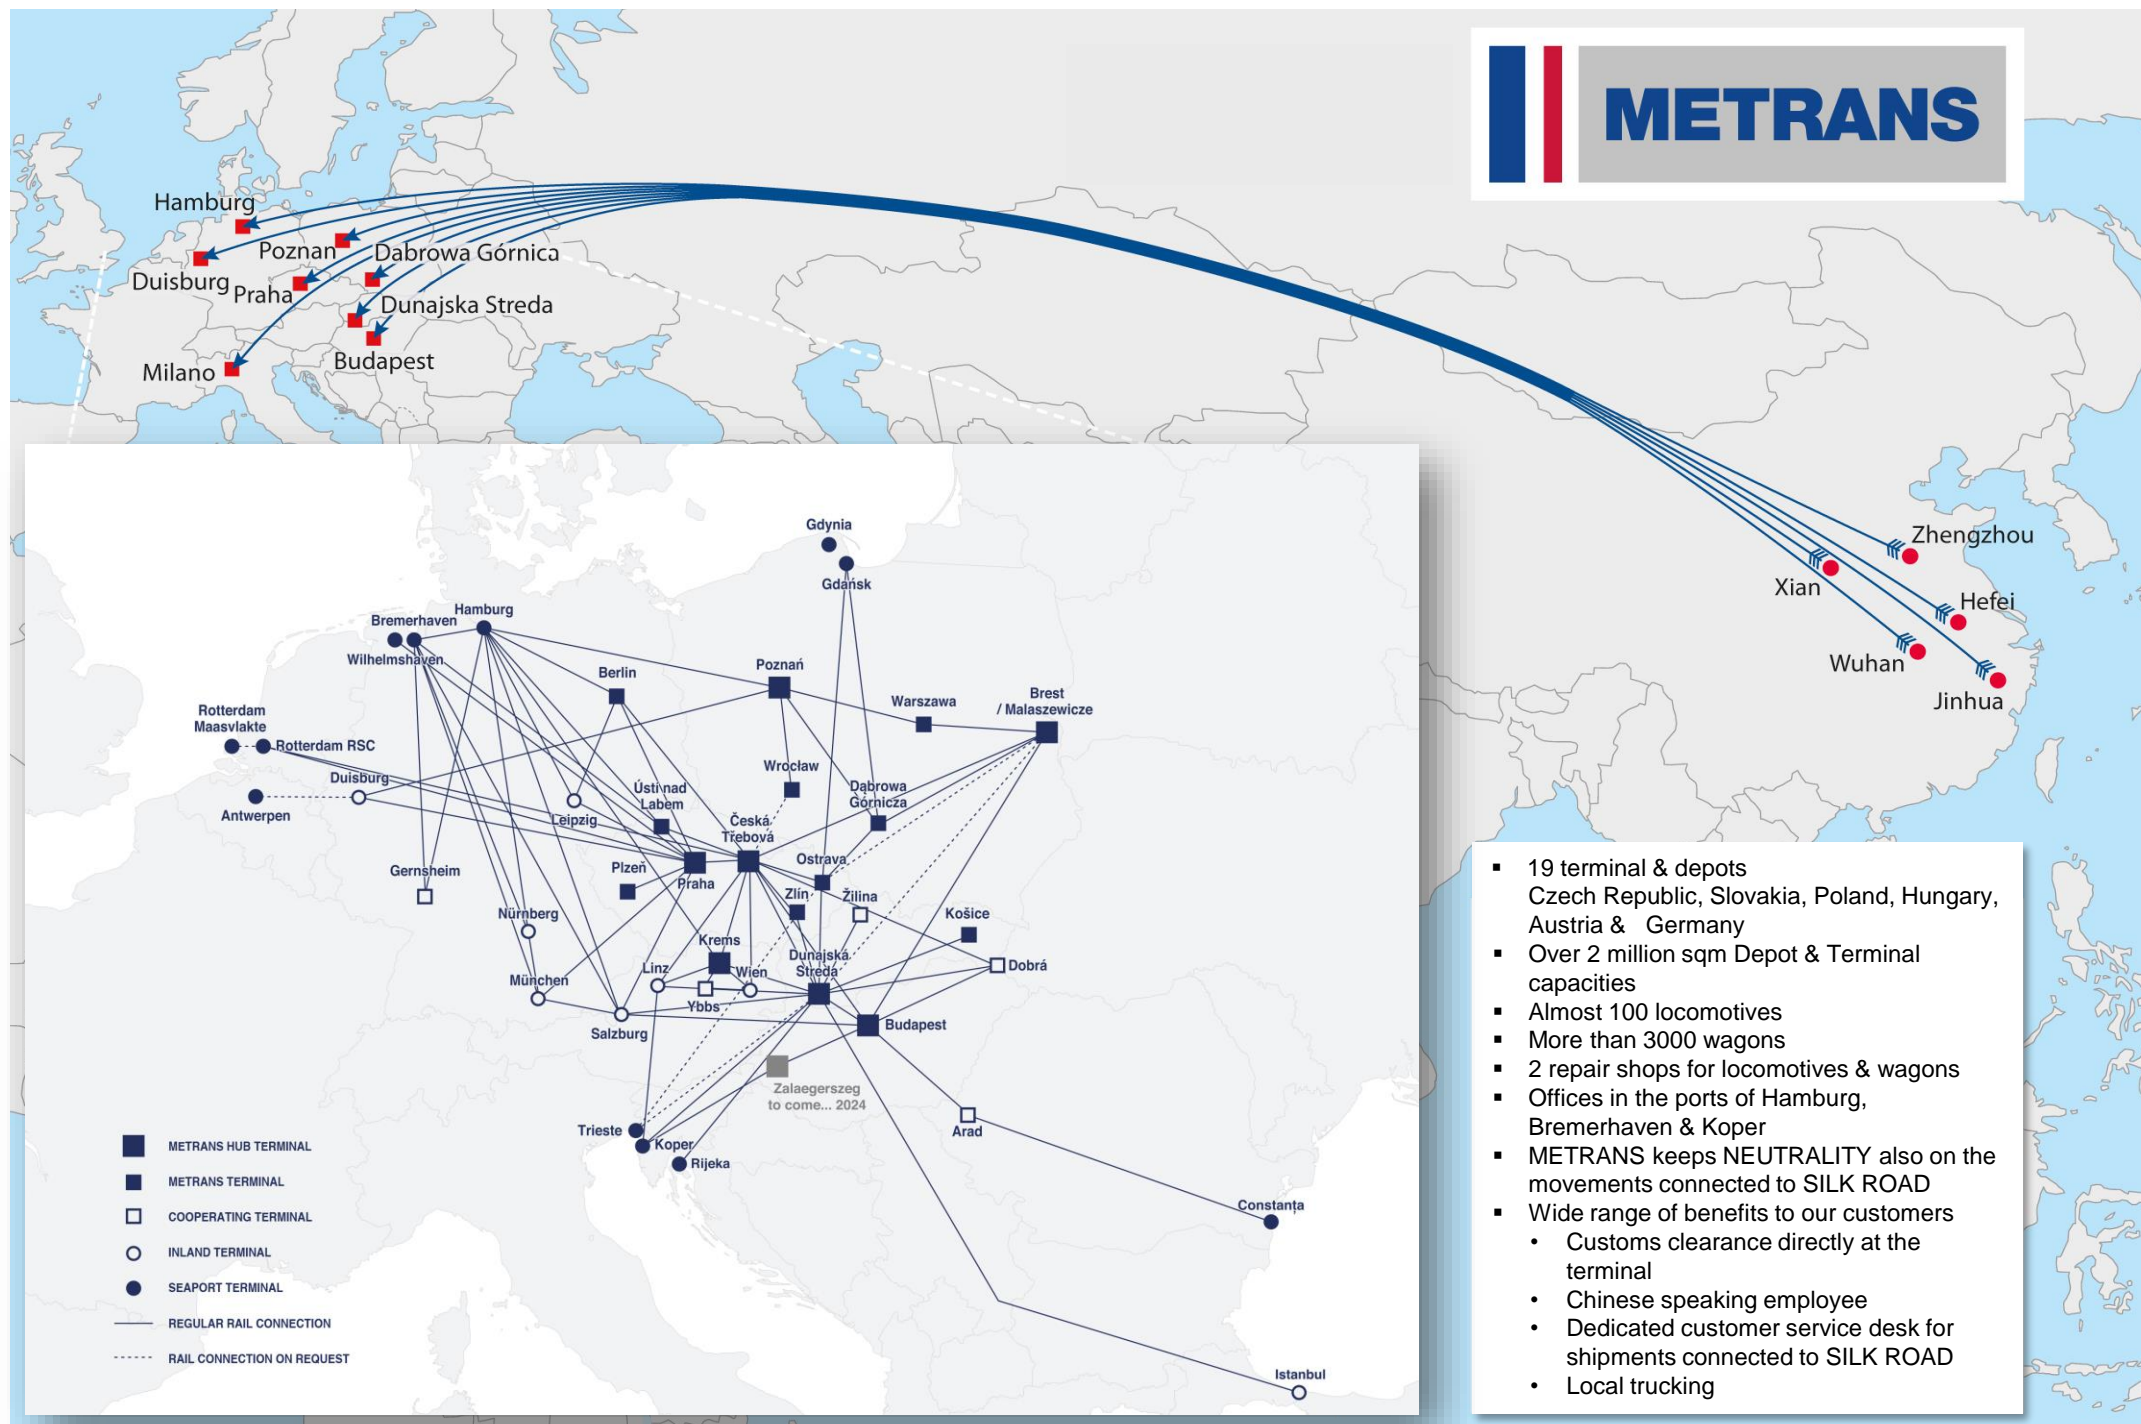 METRANS
Hamburg
Poznan
Dabrowa Górnica
Duisburg
Praha
Dunajska Streda
Milano
Budapest
Zhengzhou
Xian
Hefei
Wuhan
Jinhua
Gdynia
Gdańsk
Hamburg
Bremerhaven
Wilhelmshaven
Berlin
Poznań
Warszawa
Brest
/ Malaszewicze
Rotterdam
Maasvlakte
Rotterdam RSC
Duisburg
Antwerpen
Wrocław
Ústí nad
Labem
Dąbrowa
Górnicza
Leipzig
Česká
Třebová
Gernsheim
Plzeň
Praha
Ostrava
Zlín
Žilina
Nürnberg
Košice
Krems
Linz
Wien
Dunajská
Streda
Dobrá
München
Ybbs
Salzburg
Budapest
Zalaegerszeg
to come... 2024
Trieste
Koper
Rijeka
Arad
Constanța
Istanbul
METRANS HUB TERMINAL
METRANS TERMINAL
COOPERATING TERMINAL
INLAND TERMINAL
SEAPORT TERMINAL
REGULAR RAIL CONNECTION
RAIL CONNECTION ON REQUEST
▪ 19 terminal & depots
Czech Republic, Slovakia, Poland, Hungary,
Austria & Germany
▪ Over 2 million sqm Depot & Terminal
capacities
▪ Almost 100 locomotives
▪ More than 3000 wagons
▪ 2 repair shops for locomotives & wagons
▪ Offices in the ports of Hamburg,
Bremerhaven & Koper
▪ METRANS keeps NEUTRALITY also on the
movements connected to SILK ROAD
▪ Wide range of benefits to our customers
• Customs clearance directly at the
terminal
• Chinese speaking employee
• Dedicated customer service desk for
shipments connected to SILK ROAD
• Local trucking